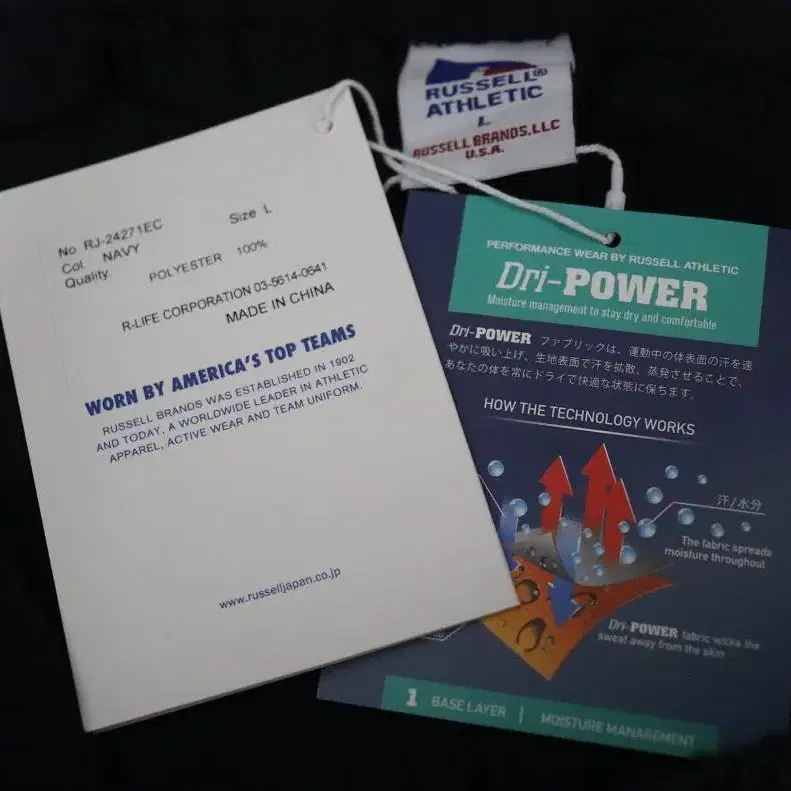 RUSSELL®
ATHLETIC
L
RUSSELL BRANDS, LLC
U.S.A.
No RJ-24271EC
Size L
Col. NAVY
Quality
POLYESTER 100%
R-LIFE CORPORATION 03-5614-0641
MADE IN CHINA
WORN BY AMERICA'S TOP TEAMS
RUSSELL BRANDS WAS ESTABLISHED IN 1902
AND TODAY, A WORLDWIDE LEADER IN ATHLETIC
APPAREL, ACTIVE WEAR AND TEAM UNIFORM.
www.russelljapan.co.jp
PERFORMANCE WEAR BY RUSSELL ATHLETIC
Dri-POWER
Moisture management to stay dry and comfortable
Dri-POWER ファブリックは、運動中の体表面の汗を速
やかに吸い上げ、生地表面で汗を拡散、蒸発させることで、
あなたの体を常にドライで快適な状態に保ちます。
HOW THE TECHNOLOGY WORKS
汗/水分
The fabric spreads
moisture throughout
Dri-POWER fabric wicks the
sweat away from the skin
1 BASE LAYER | MOISTURE MANAGEMENT